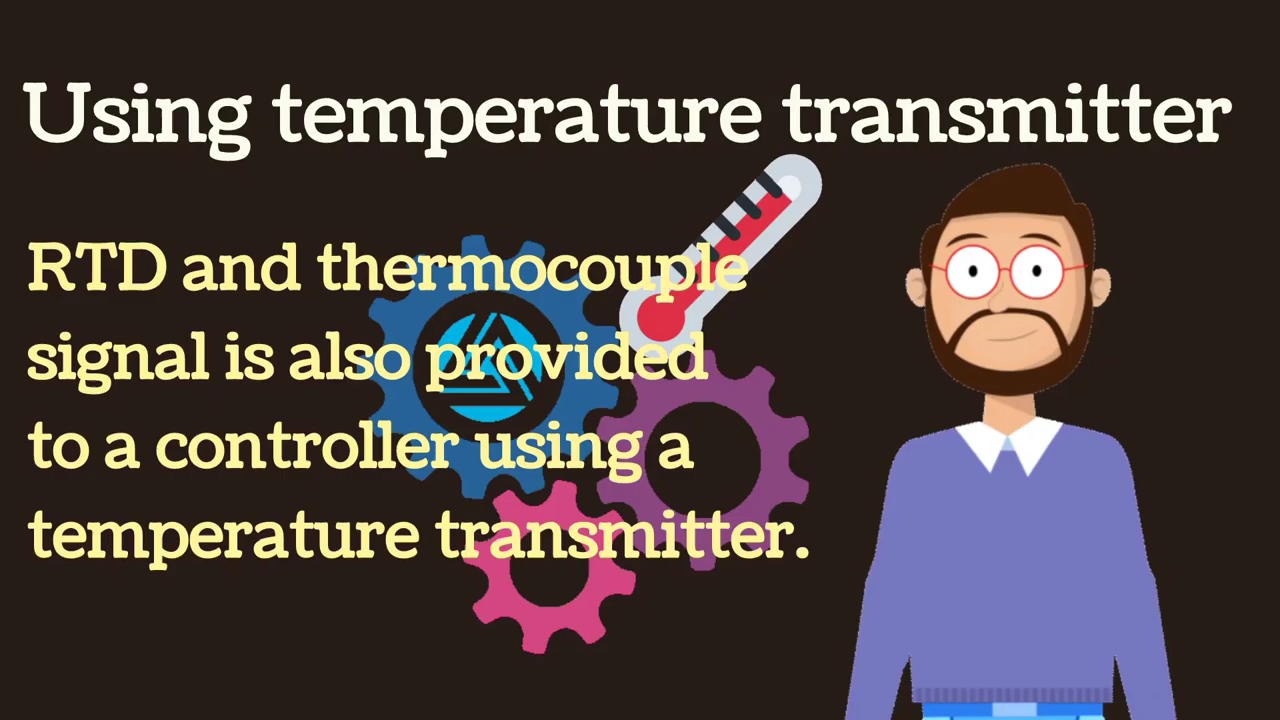 Using temperature transmitter
RTD and thermocouple
signal is also provided
to a controller using a
temperature transmitter.